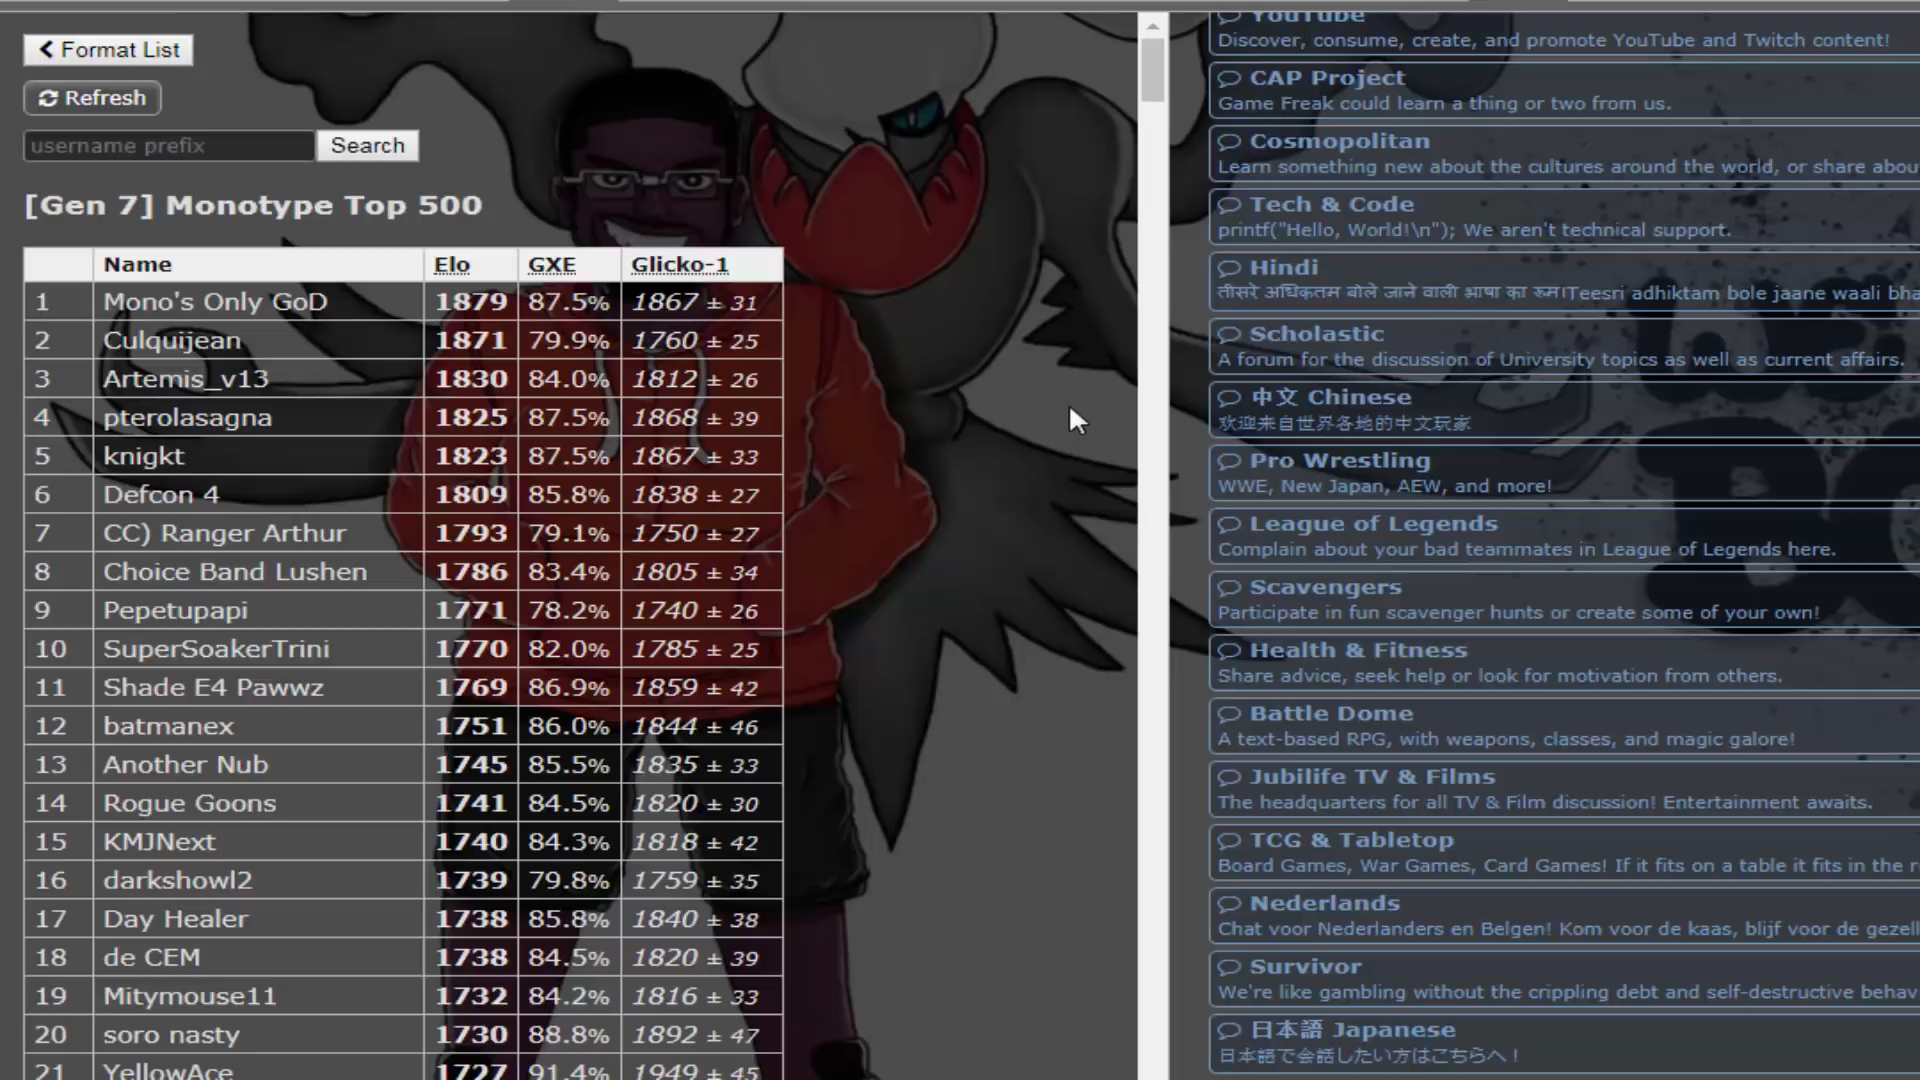 Format List
Refresh
username prefix Search
[Gen 7] Monotype Top 500
Name Elo GXE Glicko-1
1 Mono's Only GoD 1879 87.5% 1867 ± 31
2 Culquijean 1871 79.9% 1760 ± 25
3 Artemis_v13 1830 84.0% 1812 ± 26
4 pterolasagna 1825 87.5% 1868 ± 39
5 knigkt 1823 87.5% 1867 ± 33
6 Defcon 4 1809 85.8% 1838 ± 27
7 CC) Ranger Arthur 1793 79.1% 1750 ± 27
8 Choice Band Lushen 1786 83.4% 1805 ± 34
9 Pepetupapi 1771 78.2% 1740 ± 26
10 SuperSoakerTrini 1770 82.0% 1785 ± 25
11 Shade E4 Pawwz 1769 86.9% 1859 ± 42
12 batmanex 1751 86.0% 1844 ± 46
13 Another Nub 1745 85.5% 1835 ± 33
14 Rogue Goons 1741 84.5% 1820 ± 30
15 KMJNext 1740 84.3% 1818 ± 42
16 darkshowl2 1739 79.8% 1759 ± 35
17 Day Healer 1738 85.8% 1840 ± 38
18 de CEM 1738 84.5% 1820 ± 39
19 Mitymouse11 1732 84.2% 1816 ± 33
20 soro nasty 1730 88.8% 1892 ± 47
21 YellowAce 1727 91.4% 1949 ± 45
YouTube
Discover, consume, create, and promote YouTube and Twitch content!
CAP Project
Game Freak could learn a thing or two from us.
Cosmopolitan
Learn something new about the cultures around the world, or share abou
Tech & Code
printf("Hello, World!\n"); We aren't technical support.
Hindi
तीसरे अधिकतम बोले जाने वाली भाषा का रूम।Teesri adhiktam bole jaane waali bha
Scholastic
A forum for the discussion of University topics as well as current affairs.
中文 Chinese
欢迎来自世界各地的中文玩家
Pro Wrestling
WWE, New Japan, AEW, and more!
League of Legends
Complain about your bad teammates in League of Legends here.
Scavengers
Participate in fun scavenger hunts or create some of your own!
Health & Fitness
Share advice, seek help or look for motivation from others.
Battle Dome
A text-based RPG, with weapons, classes, and magic galore!
Jubilife TV & Films
The headquarters for all TV & Film discussion! Entertainment awaits.
TCG & Tabletop
Board Games, War Games, Card Games! If it fits on a table it fits in the r
Nederlands
Chat voor Nederlanders en Belgen! Kom voor de kaas, blijf voor de gezell
Survivor
We're like gambling without the crippling debt and self-destructive behav
日本語 Japanese
日本語で会話したい方はこちらへ！